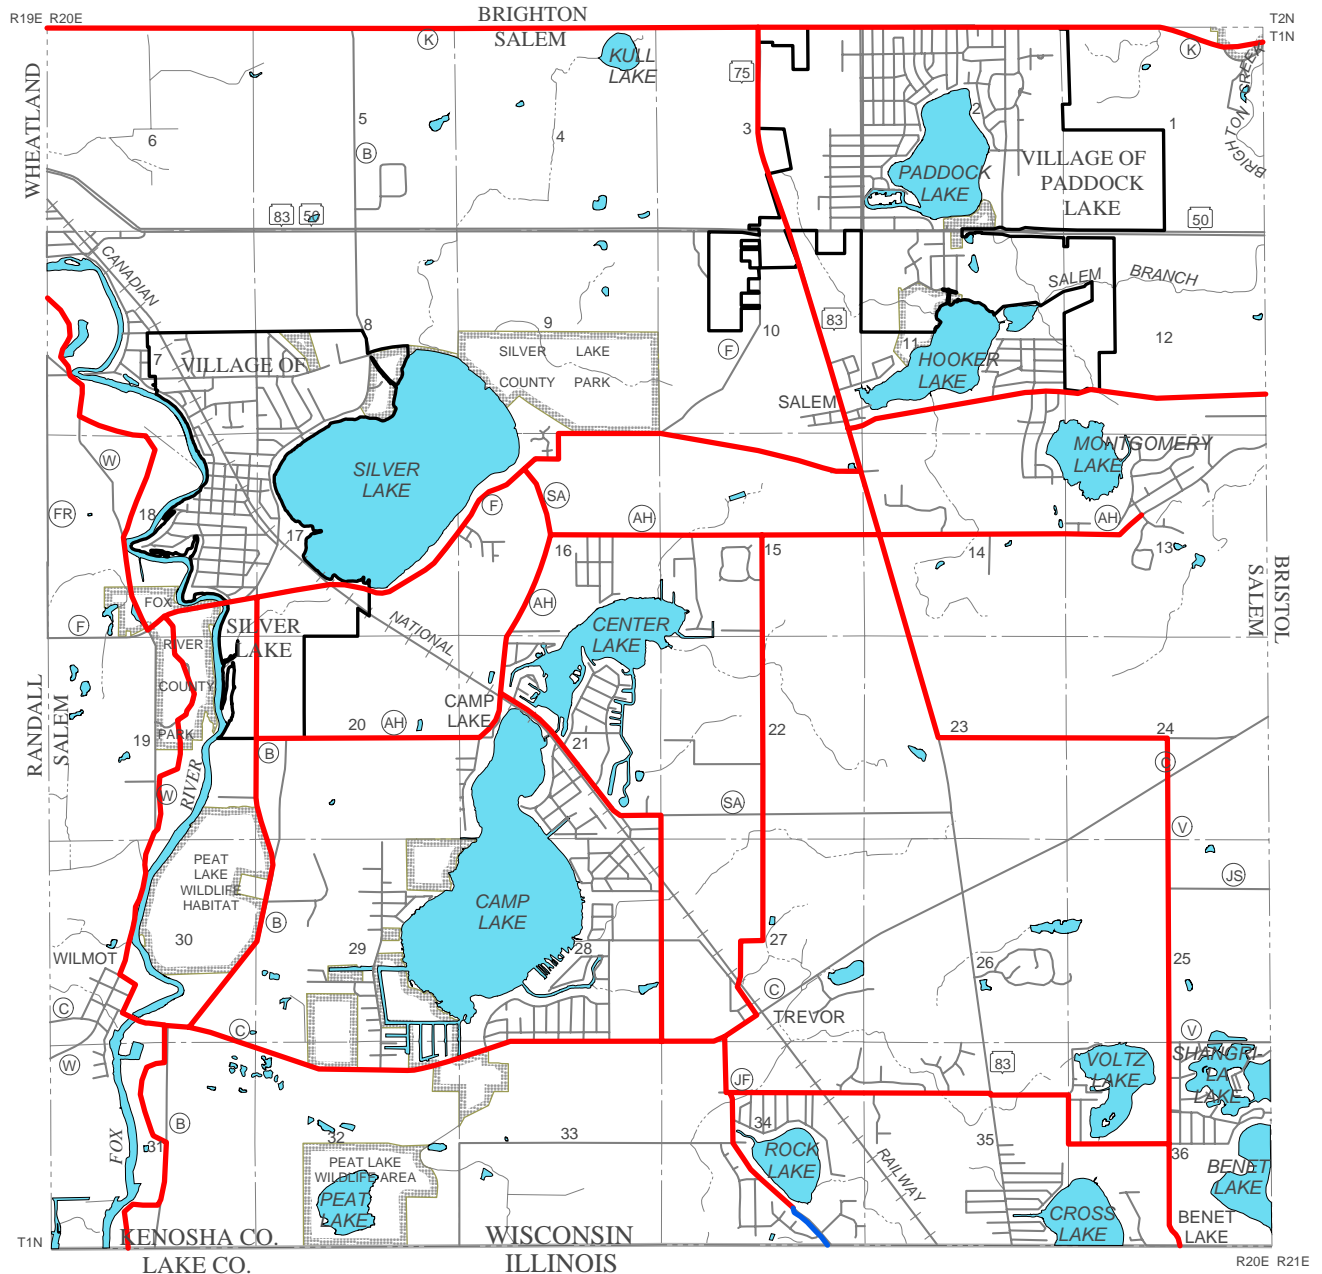 R19E R20E
BRIGHTON
SALEM
T2N
T1N
K
K
KULL
LAKE
75
WHEATLAND
BRIGHTON CREEK
6
5
4
3
2
1
B
PADDOCK
LAKE
VILLAGE OF
PADDOCK
LAKE
83
50
50
CANADIAN
SALEM BRANCH
7
8
9
10
11
12
VILLAGE OF
SILVER LAKE
COUNTY PARK
F
83
HOOKER
LAKE
SALEM
MONTGOMERY
LAKE
W
SILVER
LAKE
FR
18
17
F
SA
AH
AH
16
15
14
13
BRISTOL
SALEM
FOX
RIVER
COUNTY
PARK
F
SILVER
LAKE
NATIONAL
AH
CENTER
LAKE
RANDALL
SALEM
CAMP
LAKE
19
20
AH
21
22
23
24
B
C
W
RIVER
SA
V
PEAT
LAKE
WILDLIFE
HABITAT
JS
30
B
29
CAMP
LAKE
28
27
26
25
WILMOT
C
C
C
TREVOR
V
W
83
VOLTZ
LAKE
SHANGRI-
LA
LAKE
JF
B
31
32
33
34
35
36
FOX
PEAT LAKE
WILDLIFE AREA
PEAT
LAKE
ROCK
LAKE
RAILWAY
BENET
LAKE
CROSS
LAKE
BENET
LAKE
T1N
KENOSHA CO.
LAKE CO.
WISCONSIN
ILLINOIS
R20E R21E